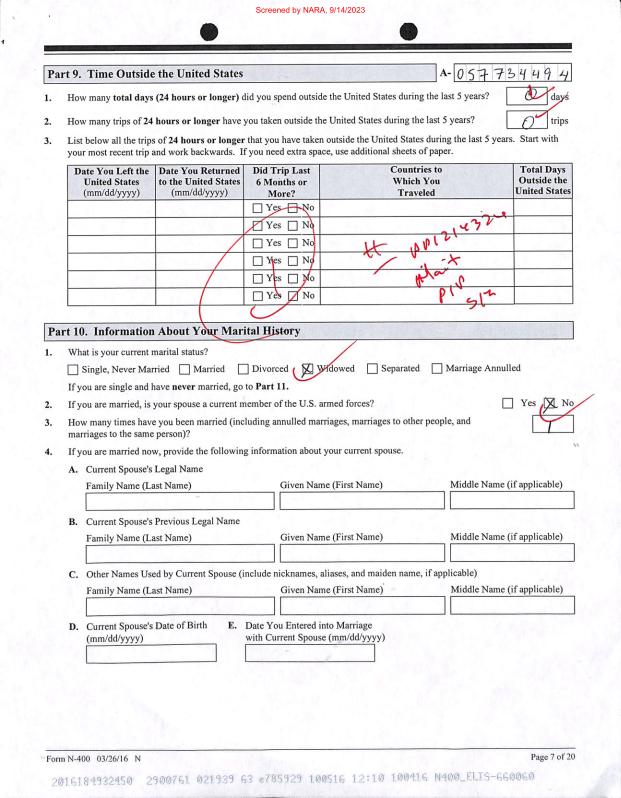 Screened by NARA, 9/14/2023
Part 9. Time Outside the United States A- 057734494
1. How many total days (24 hours or longer) did you spend outside the United States during the last 5 years? 0 days
2. How many trips of 24 hours or longer have you taken outside the United States during the last 5 years? 0 trips
3. List below all the trips of 24 hours or longer that you have taken outside the United States during the last 5 years. Start with
your most recent trip and work backwards. If you need extra space, use additional sheets of paper.
Date You Left the United States (mm/dd/yyyy) Date You Returned to the United States (mm/dd/yyyy) Did Trip Last 6 Months or More? Countries to Which You Traveled Total Days Outside the United States
Yes No
Yes No
Yes No
Yes No
Yes No
Yes No
Part 10. Information About Your Marital History
1. What is your current marital status?
Single, Never Married Married Divorced X Widowed Separated Marriage Annulled
If you are single and have never married, go to Part 11.
2. If you are married, is your spouse a current member of the U.S. armed forces? Yes X No
3. How many times have you been married (including annulled marriages, marriages to other people, and
marriages to the same person)? 1
4. If you are married now, provide the following information about your current spouse.
A. Current Spouse's Legal Name
Family Name (Last Name) Given Name (First Name) Middle Name (if applicable)
B. Current Spouse's Previous Legal Name
Family Name (Last Name) Given Name (First Name) Middle Name (if applicable)
C. Other Names Used by Current Spouse (include nicknames, aliases, and maiden name, if applicable)
Family Name (Last Name) Given Name (First Name) Middle Name (if applicable)
D. Current Spouse's Date of Birth (mm/dd/yyyy) E. Date You Entered into Marriage with Current Spouse (mm/dd/yyyy)
Form N-400 03/26/16 N Page 7 of 20
2016184932450 2900761 021939 63 e785929 100516 12:10 100416 N400_ELIS-660060